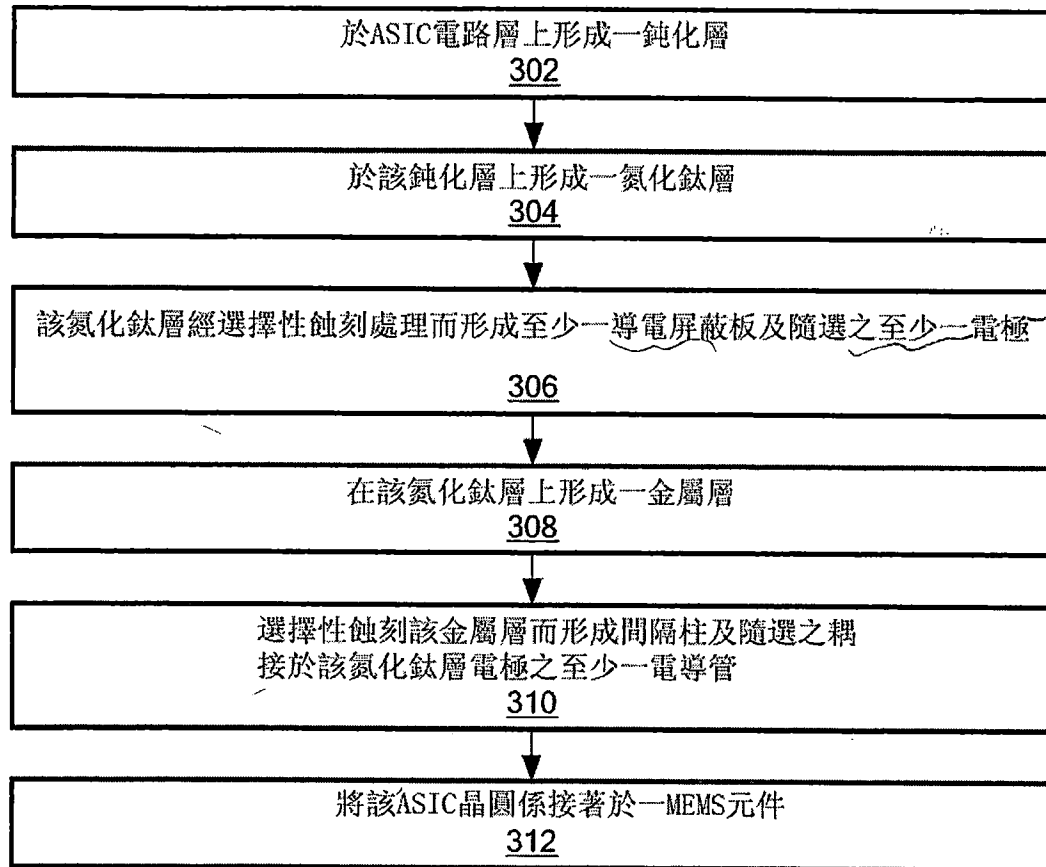 於ASIC電路層上形成一鈍化層
302
於該鈍化層上形成一氮化鈦層
304
該氮化鈦層經選擇性蝕刻處理而形成至少一導電屏蔽板及隨選之至少一電極
306
在該氮化鈦層上形成一金屬層
308
選擇性蝕刻該金屬層而形成間隔柱及隨選之耦
接於該氮化鈦層電極之至少一電導管
310
將該ASIC晶圓係接著於一MEMS元件
312